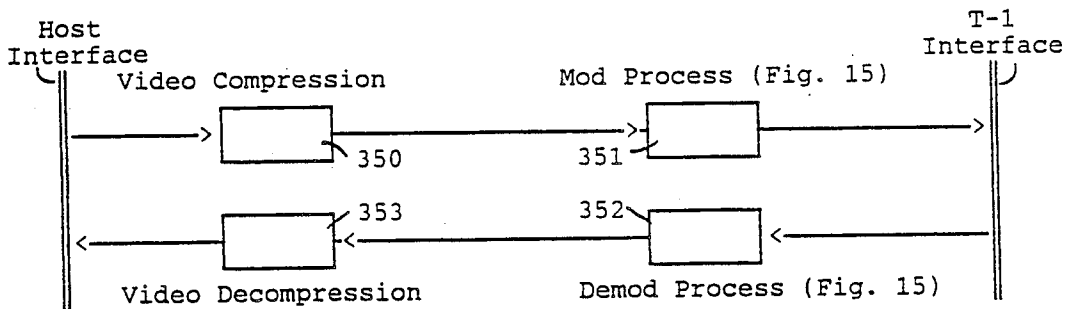 Host
Interface
T-1
Interface
Video Compression
Mod Process (Fig. 15)
350
351
353
352
Video Decompression
Demod Process (Fig. 15)